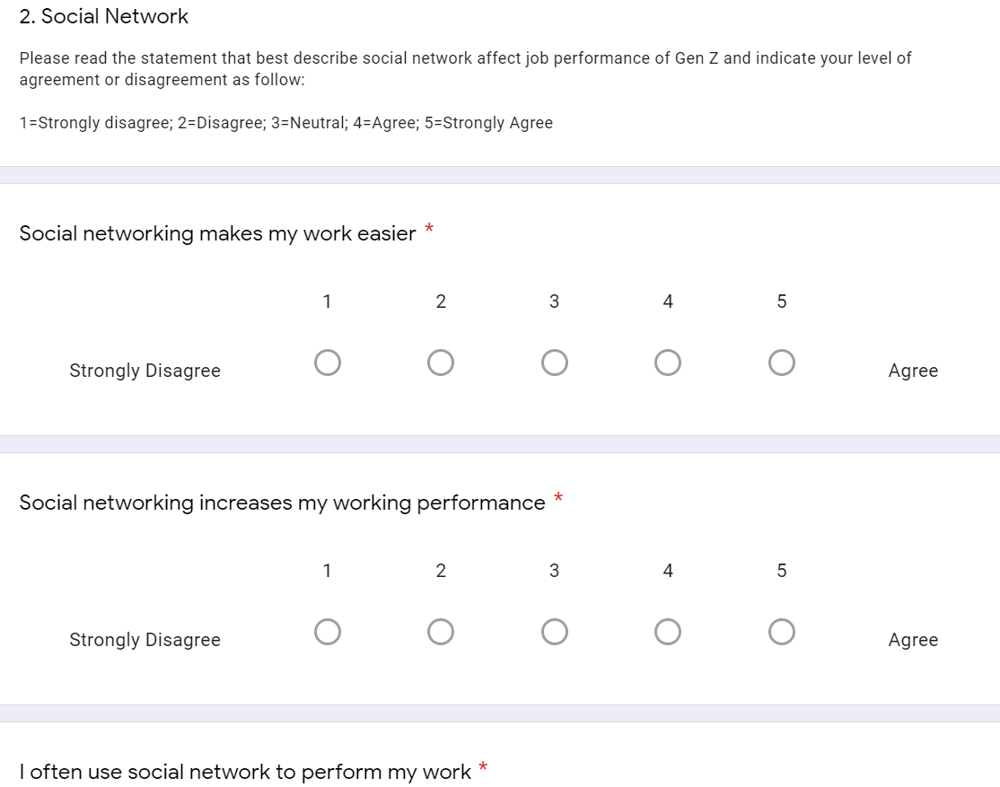 2. Social Network
Please read the statement that best describe social network affect job performance of Gen Z and indicate your level of
agreement or disagreement as follow:
1=Strongly disagree; 2=Disagree; 3=Neutral; 4=Agree; 5=Strongly Agree
Social networking makes my work easier *
1 2 3 4 5
Strongly Disagree Agree
Social networking increases my working performance *
1 2 3 4 5
Strongly Disagree Agree
I often use social network to perform my work *